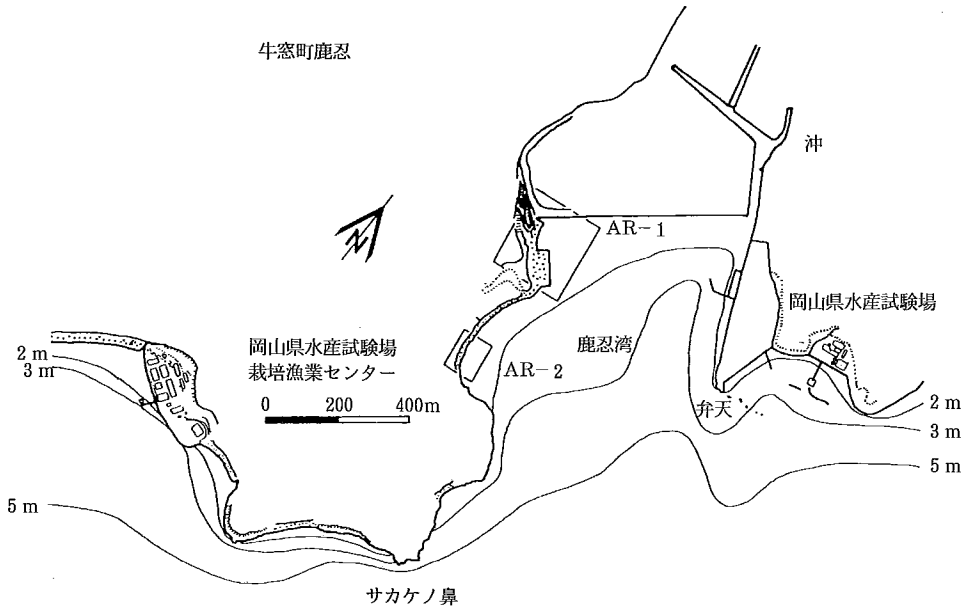 牛窓町鹿忍
沖
AR-1
岡山県水産試験場
鹿忍湾
岡山県水産試験場
栽培漁業センター
0 200 400m
AR-2
弁天
2 m
3 m
2 m
3 m
5 m
5 m
サカケノ鼻
N